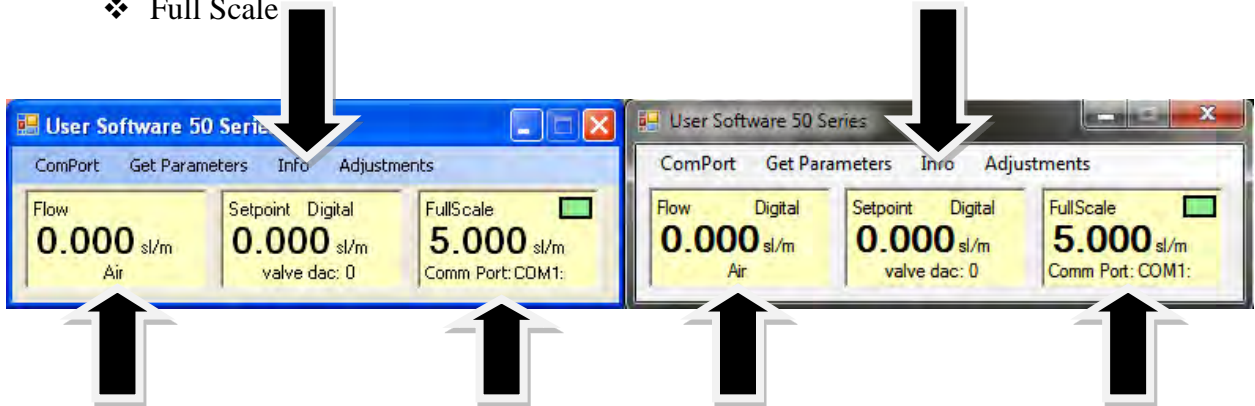 ❖ Full Scale
User Software 50 Serie
ComPort Get Parameters Info Adjustments
Flow
0.000 sl/m
Air
Setpoint Digital
0.000 sl/m
valve dac: 0
FullScale
5.000 sl/m
Comm Port: COM1:
User Software 50 Series
ComPort Get Parameters Info Adjustments
Flow Digital
0.000 sl/m
Air
Setpoint Digital
0.000 sl/m
valve dac: 0
FullScale
5.000 sl/m
Comm Port: COM1: